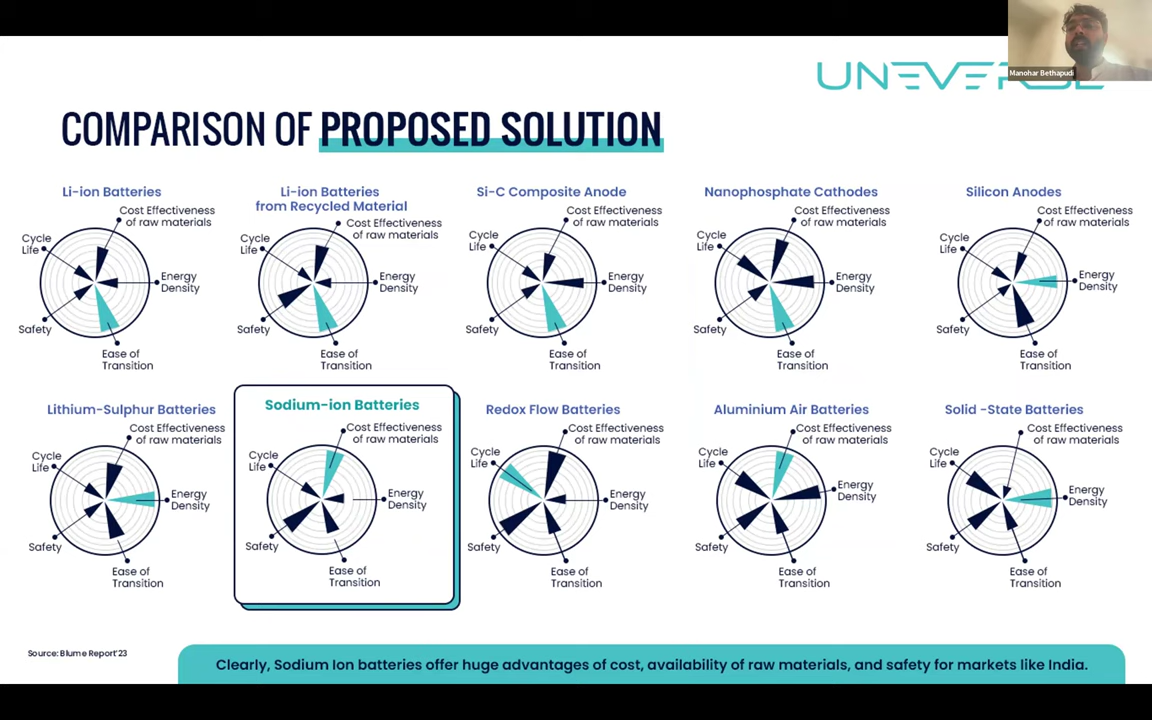 Manohar Bethapudi
UNEVERSE
COMPARISON OF PROPOSED SOLUTION
Li-ion Batteries
Cost Effectiveness
of raw materials
Cycle
Life
Energy
Density
Safety
Ease of
Transition
Li-ion Batteries
from Recycled Material
Cost Effectiveness
of raw materials
Cycle
Life
Energy
Density
Safety
Ease of
Transition
Si-C Composite Anode
Cost Effectiveness
of raw materials
Cycle
Life
Energy
Density
Safety
Ease of
Transition
Nanophosphate Cathodes
Cost Effectiveness
of raw materials
Cycle
Life
Energy
Density
Safety
Ease of
Transition
Silicon Anodes
Cost Effectiveness
of raw materials
Cycle
Life
Energy
Density
Safety
Ease of
Transition
Lithium-Sulphur Batteries
Cost Effectiveness
of raw materials
Cycle
Life
Energy
Density
Safety
Ease of
Transition
Sodium-ion Batteries
Cost Effectiveness
of raw materials
Cycle
Life
Energy
Density
Safety
Ease of
Transition
Redox Flow Batteries
Cost Effectiveness
of raw materials
Cycle
Life
Energy
Density
Safety
Ease of
Transition
Aluminium Air Batteries
Cost Effectiveness
of raw materials
Cycle
Life
Energy
Density
Safety
Ease of
Transition
Solid -State Batteries
Cost Effectiveness
of raw materials
Cycle
Life
Energy
Density
Safety
Ease of
Transition
Source: Blume Report'23
Clearly, Sodium Ion batteries offer huge advantages of cost, availability of raw materials, and safety for markets like India.